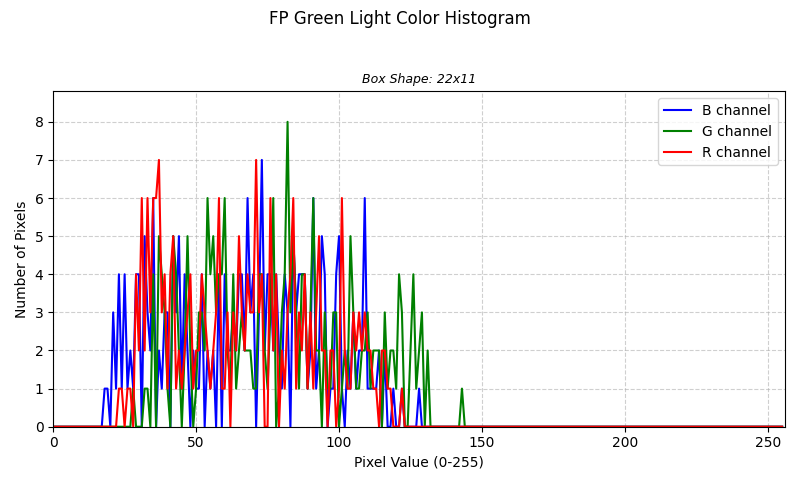 FP Green Light Color Histogram
Box Shape: 22x11
B channel
G channel
R channel
8
7
6
5
4
3
2
1
0
Number of Pixels
0 50 100 150 200 250
Pixel Value (0-255)